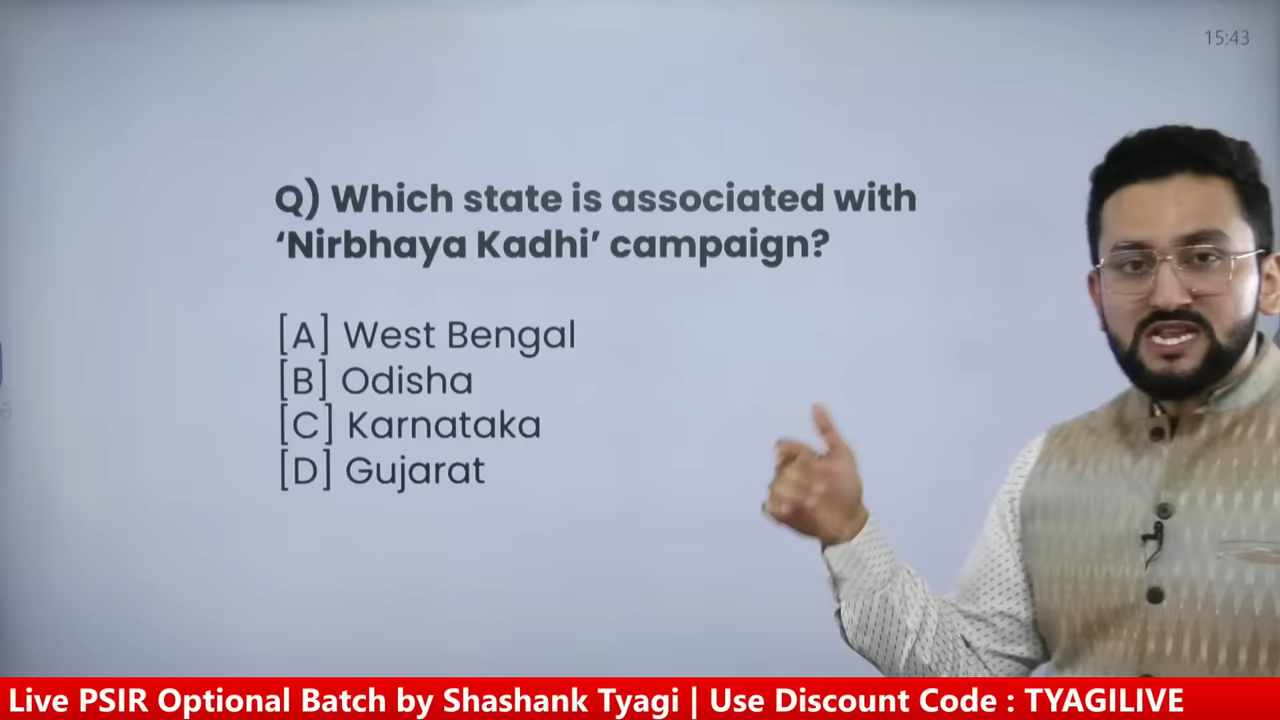 15:43
Q) Which state is associated with
‘Nirbhaya Kadhi’ campaign?
[A] West Bengal
[B] Odisha
[C] Karnataka
[D] Gujarat
Live PSIR Optional Batch by Shashank Tyagi | Use Discount Code : TYAGILIVE